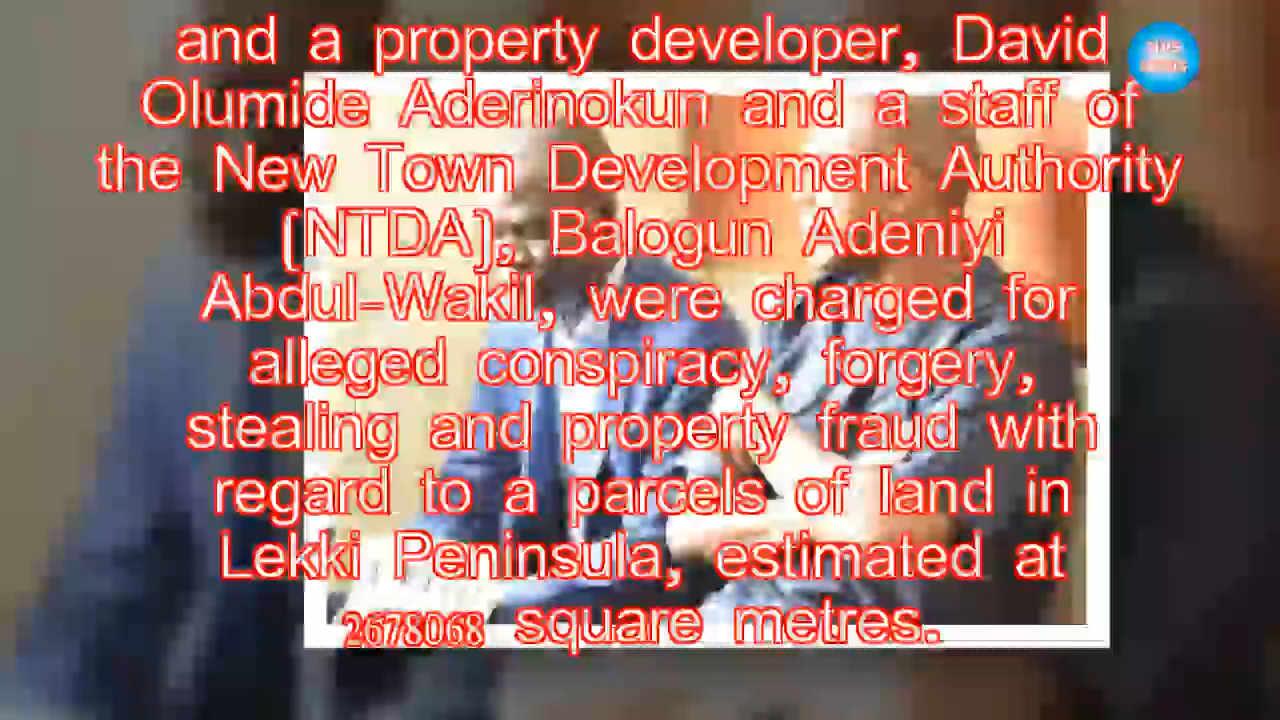 and a property developer, David
Olumide Aderinokun and a staff of
the New Town Development Authority
(NTDA), Balogun Adeniyi
Abdul-Wakil, were charged for
alleged conspiracy, forgery,
stealing and property fraud with
regard to a parcels of land in
Lekki Peninsula, estimated at
2678068 square metres.